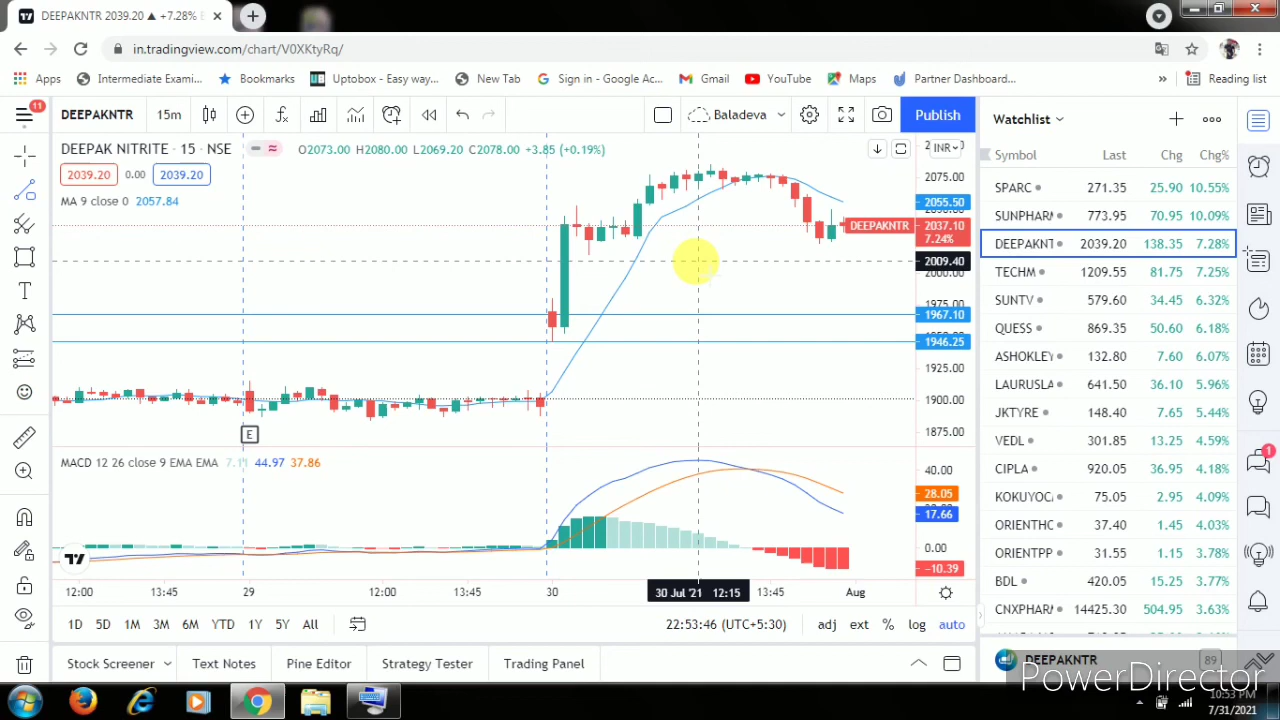 DEEPAKNTR 2039.20 ▲ +7.28%
in.tradingview.com/chart/V0XKtyRq/
Apps Intermediate Exami... Bookmarks Uptobox - Easy way... New Tab Sign in - Google Ac... Gmail YouTube Maps Partner Dashboard... » Reading list
11
DEEPAKNTR 15m Baladeva Publish
DEEPAK NITRITE · 15 · NSE O2073.00 H2080.00 L2069.20 C2078.00 +3.85 (+0.19%) INR
2039.20 0.00 2039.20
MA 9 close 0 2057.84
2075.00
2055.50
DEEPAKNTR 2037.10
7.24%
2009.40
2000.00
1975.00
1967.10
1946.25
1925.00
1900.00
1875.00
E
MACD 12 26 close 9 EMA EMA 44.97 37.86
40.00
28.05
17.66
0.00
−10.39
12:00 13:45 29 12:00 13:45 30 30 Jul '21 12:15 13:45 Aug
1D 5D 1M 3M 6M YTD 1Y 5Y All 22:53:46 (UTC+5:30) adj ext % log auto
Stock Screener Text Notes Pine Editor Strategy Tester Trading Panel
Watchlist
Symbol Last Chg Chg%
SPARC 271.35 25.90 10.55%
SUNPHARM 773.95 70.95 10.09%
DEEPAKNT 2039.20 138.35 7.28%
TECHM 1209.55 81.75 7.25%
SUNTV 579.60 34.45 6.32%
QUESS 869.35 50.60 6.18%
ASHOKLEY 132.80 7.60 6.07%
LAURUSLA 641.50 36.10 5.96%
JKTYRE 148.40 7.65 5.44%
VEDL 301.85 13.25 4.59%
CIPLA 920.05 36.95 4.18%
KOKUYOC 75.05 2.95 4.09%
ORIENTHO 37.40 1.45 4.03%
ORIENTPP 31.55 1.15 3.78%
BDL 420.05 15.25 3.77%
CNXPHAR 14425.30 504.95 3.63%
1
DEEPAKNTR 89
PowerDirector
10:53 PM
7/31/2021